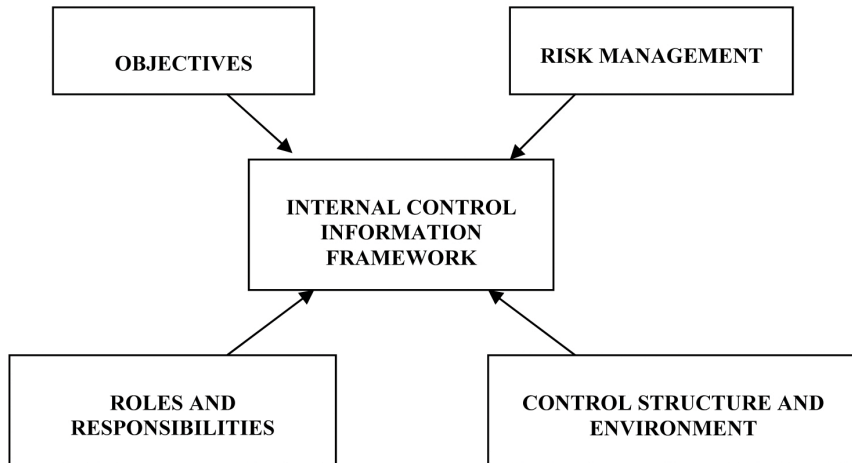 OBJECTIVES
RISK MANAGEMENT
INTERNAL CONTROL
INFORMATION
FRAMEWORK
ROLES AND
RESPONSIBILITIES
CONTROL STRUCTURE AND
ENVIRONMENT